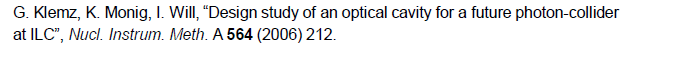 G. Klemz, K. Monig, I. Will, “Design study of an optical cavity for a future photon-collider
at ILC”, Nucl. Instrum. Meth. A 564 (2006) 212.